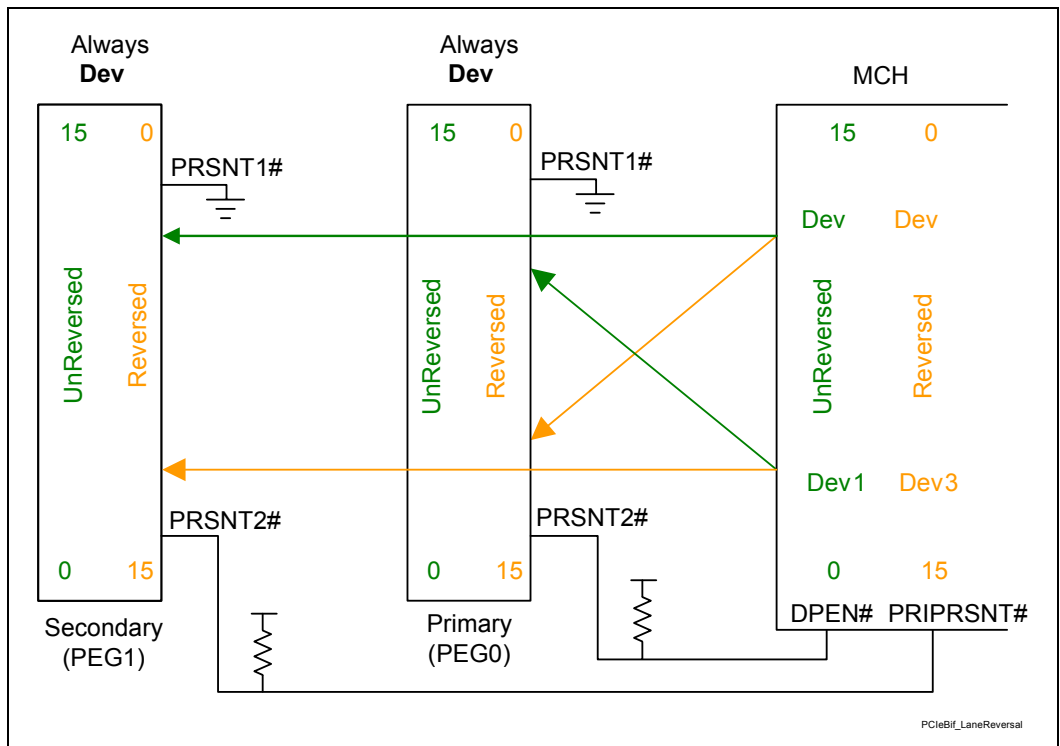 Always
Dev
15 0
PRSNT1#
UnReversed
Reversed
PRSNT2#
0 15
Secondary
(PEG1)
Always
Dev
15 0
PRSNT1#
UnReversed
Reversed
PRSNT2#
0 15
Primary
(PEG0)
MCH
15 0
Dev Dev
UnReversed
Reversed
Dev1 Dev3
0 15
DPEN# PRIPRSNT#
PCIeBif_LaneReversal